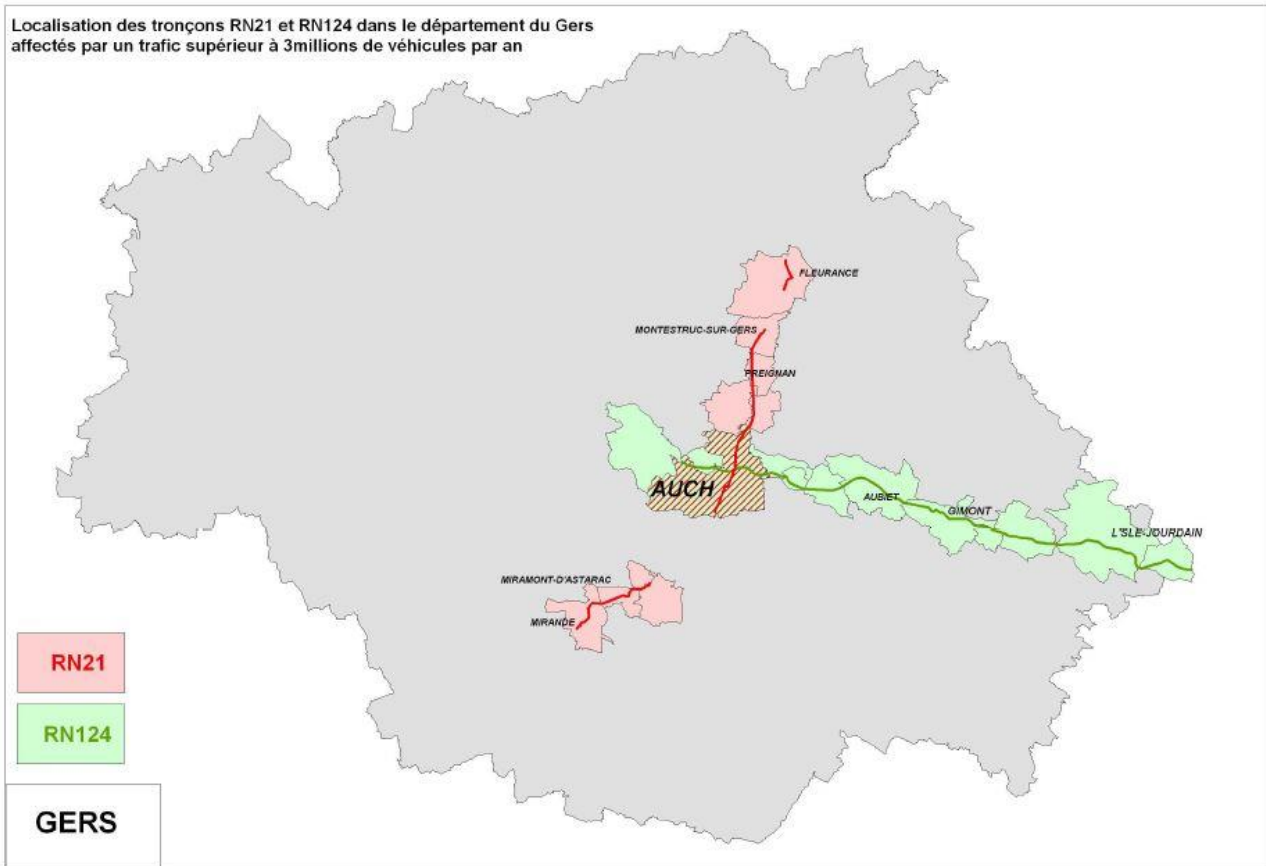 Localisation des tronçons RN21 et RN124 dans le département du Gers
affectés par un trafic supérieur à 3millions de véhicules par an
FLEURANCE
MONTESTRUC-SUR-GERS
PREIGNAN
AUCH
AUBIET
GIMONT
L'ISLE-JOURDAIN
MIRAMONT-D'ASTARAC
MIRANDE
RN21
RN124
GERS